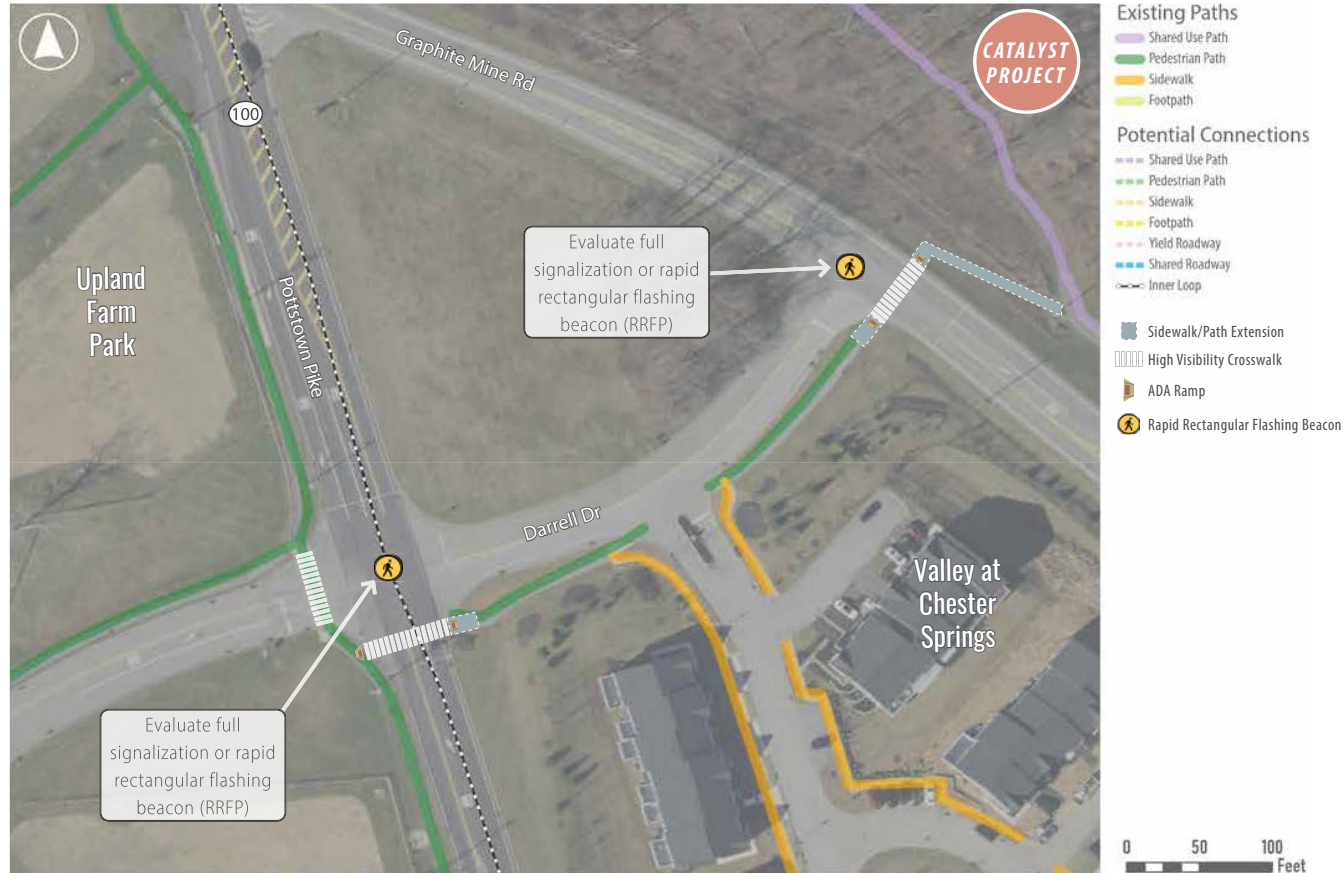 Graphite Mine Rd
CATALYST
PROJECT
100
Evaluate full
signalization or rapid
rectangular flashing
beacon (RRFP)
Upland
Farm
Park
Pottstown Pike
Darrell Dr
Valley at
Chester
Springs
Evaluate full
signalization or rapid
rectangular flashing
beacon (RRFP)
Existing Paths
Shared Use Path
Pedestrian Path
Sidewalk
Footpath
Potential Connections
Shared Use Path
Pedestrian Path
Sidewalk
Footpath
Yield Roadway
Shared Roadway
Inner Loop
Sidewalk/Path Extension
High Visibility Crosswalk
ADA Ramp
Rapid Rectangular Flashing Beacon
0 50 100
Feet